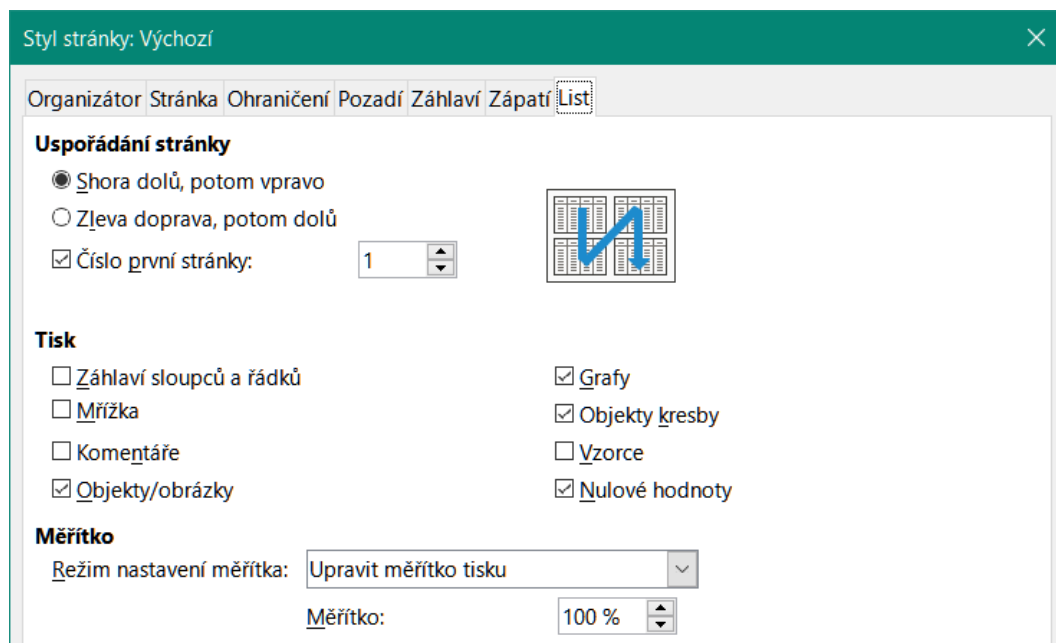 Styl stránky: Výchozí
Organizátor Stránka Ohraničení Pozadí Záhlaví Zápatí List
Uspořádání stránky
Shora dolů, potom vpravo
Zleva doprava, potom dolů
Číslo první stránky: 1
Tisk
Záhlaví sloupců a řádků
Grafy
Mřížka
Objekty kresby
Komentáře
Vzorce
Objekty/obrázky
Nulové hodnoty
Měřítko
Režim nastavení měřítka: Upravit měřítko tisku
Měřítko: 100 %